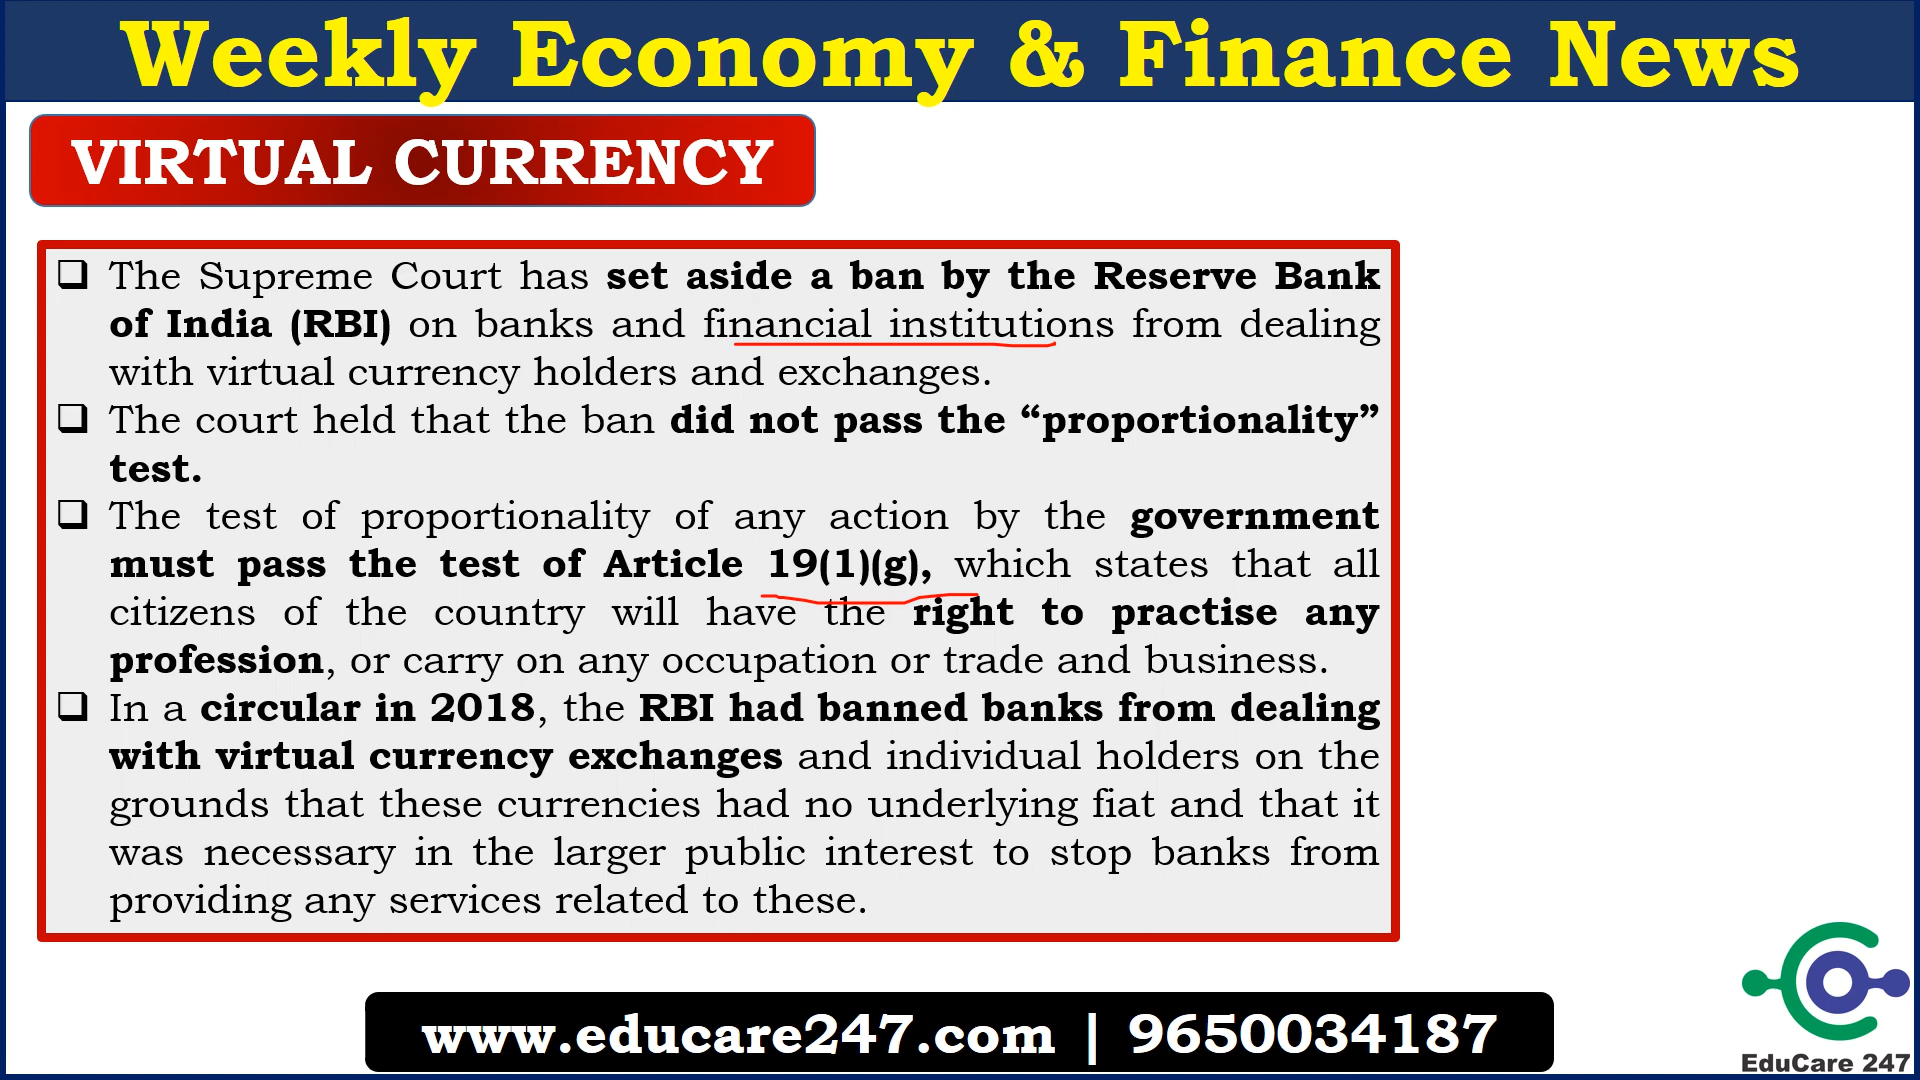 Weekly Economy & Finance News
VIRTUAL CURRENCY
❑ The Supreme Court has set aside a ban by the Reserve Bank
of India (RBI) on banks and financial institutions from dealing
with virtual currency holders and exchanges.
❑ The court held that the ban did not pass the “proportionality”
test.
❑ The test of proportionality of any action by the government
must pass the test of Article 19(1)(g), which states that all
citizens of the country will have the right to practise any
profession, or carry on any occupation or trade and business.
❑ In a circular in 2018, the RBI had banned banks from dealing
with virtual currency exchanges and individual holders on the
grounds that these currencies had no underlying fiat and that it
was necessary in the larger public interest to stop banks from
providing any services related to these.
www.educare247.com | 9650034187
EduCare 247